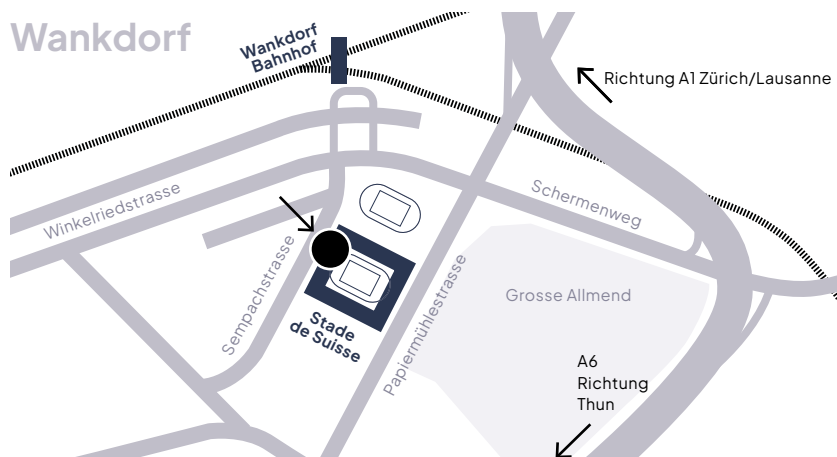 Wankdorf
Wankdorf
Bahnhof
Richtung A1 Zürich/Lausanne
Winkelriedstrasse
Schermenweg
Sempachstrasse
Papiermühlestrasse
Grosse Allmend
Stade
de Suisse
A6
Richtung
Thun